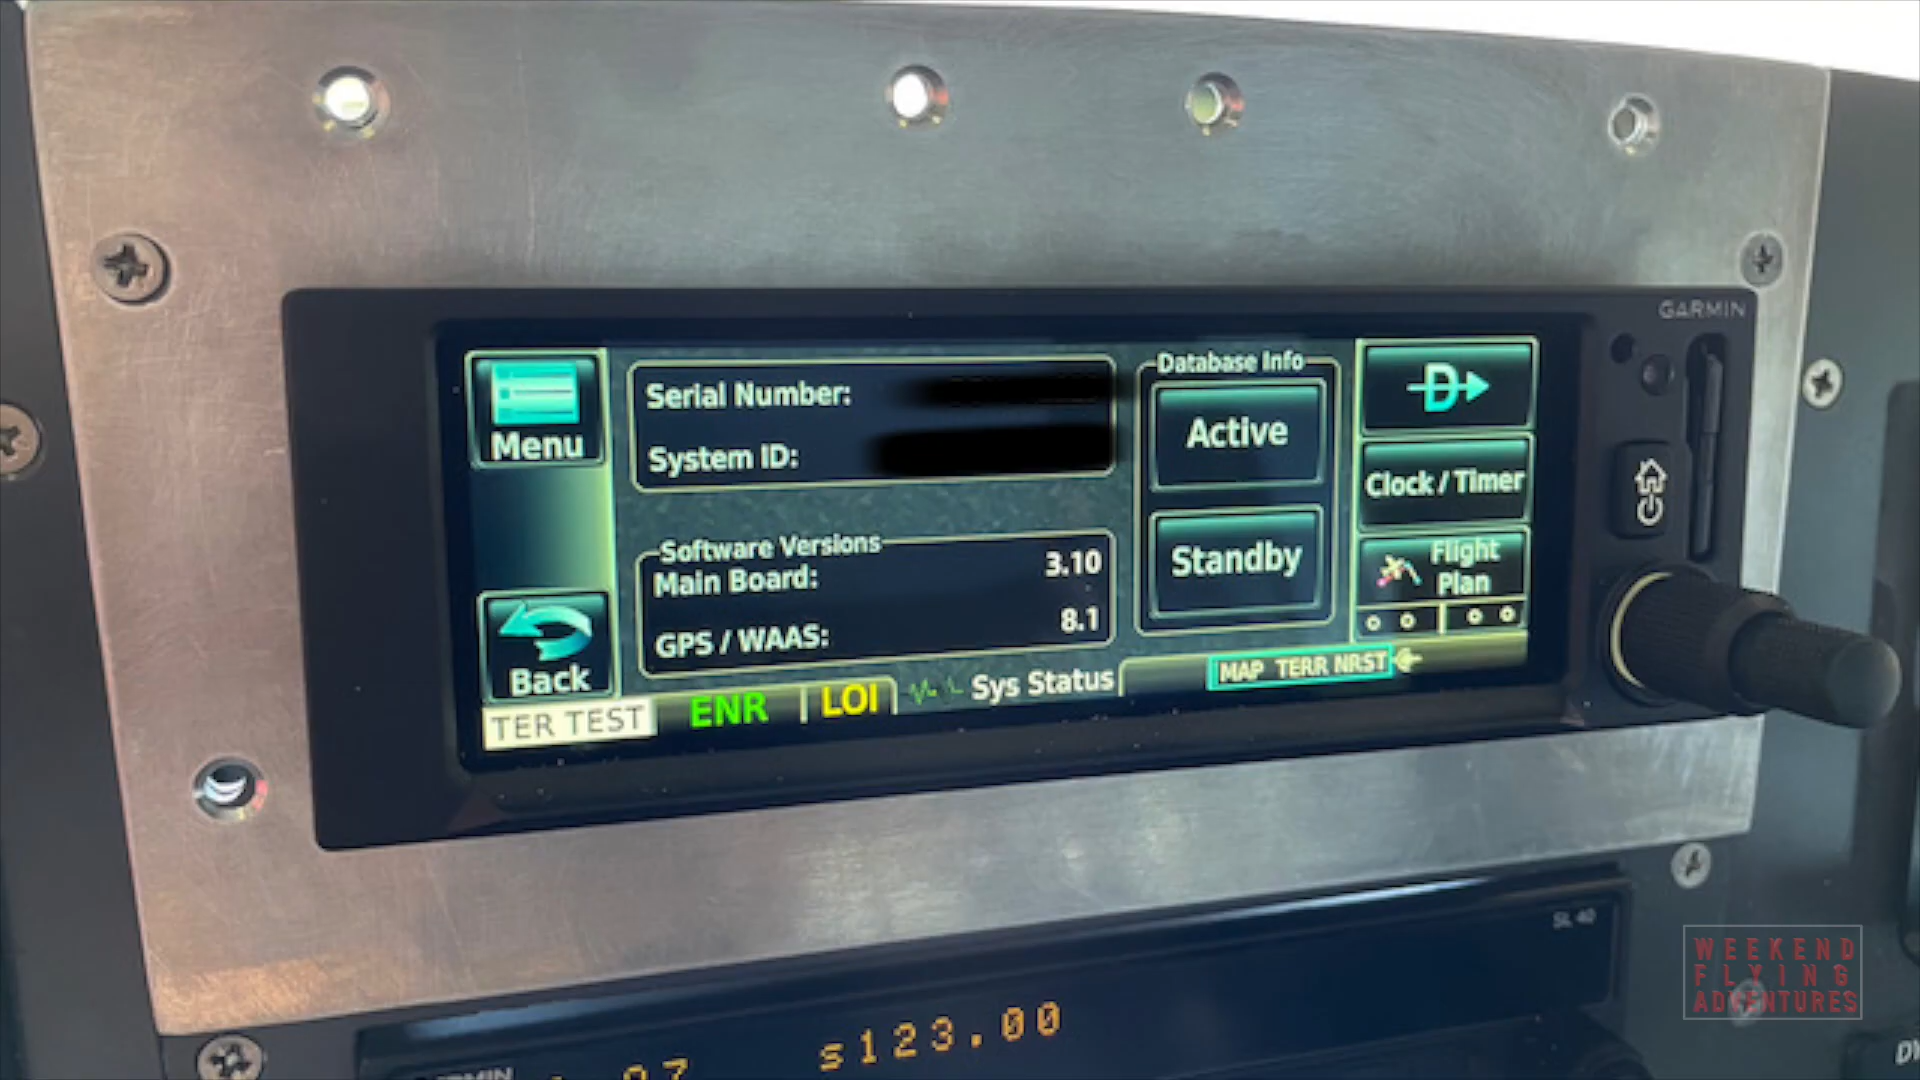 GARMIN
Menu
Serial Number:
System ID:
Database Info
Active
Standby
D
Clock / Timer
Flight
Plan
Software Versions
Main Board: 3.10
GPS / WAAS: 8.1
Back
TER TEST
ENR
LOI
Sys Status
MAP TERR NRST
SL 40
s123.00
WEEKEND
FLYING
ADVENTURES